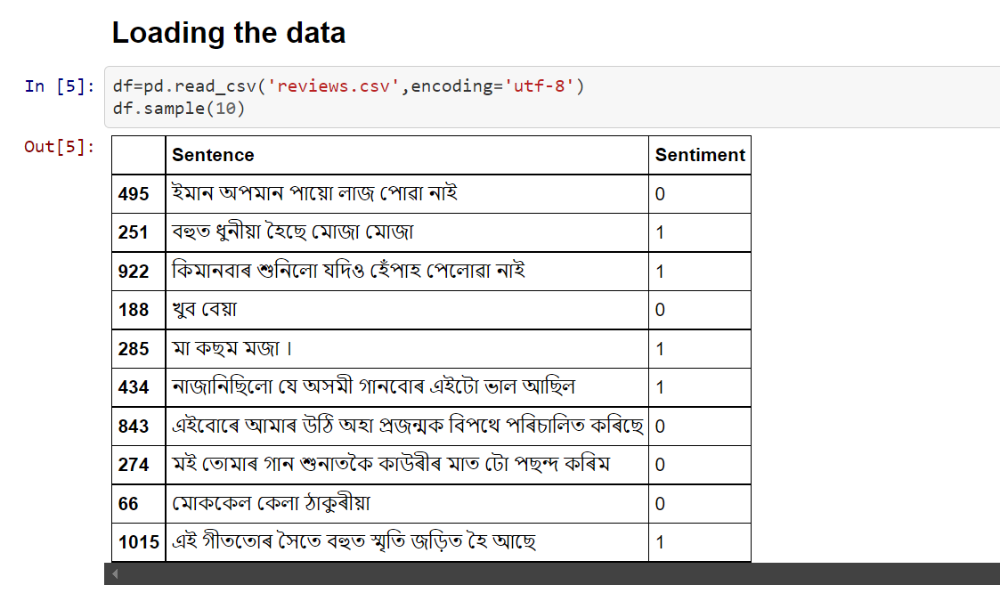 Loading the data
In [5]: df=pd.read_csv('reviews.csv',encoding='utf-8')
df.sample(10)
Out[5]:
Sentence Sentiment
495 ইমান অপমান পায়ো লাজ পোৱা নাই 0
251 বহুত ধুনীয়া হৈছে মোজা মোজা 1
922 কিমানবাৰ শুনিলো যদিও হেঁপাহ পেলোৱা নাই 1
188 খুব বেয়া 0
285 মা কছম মজা । 1
434 নাজানিছিলো যে অসমী গানবোৰ এইটো ভাল আছিল 1
843 এইবোৰে আমাৰ উঠি অহা প্ৰজন্মক বিপথে পৰিচালিত কৰিছে 0
274 মই তোমাৰ গান শুনাতকৈ কাউৰীৰ মাত টো পছন্দ কৰিম 0
66 মোককেল কেলা ঠাকুৰীয়া 0
1015 এই গীততোৰ সৈতে বহুত স্মৃতি জড়িত হৈ আছে 1